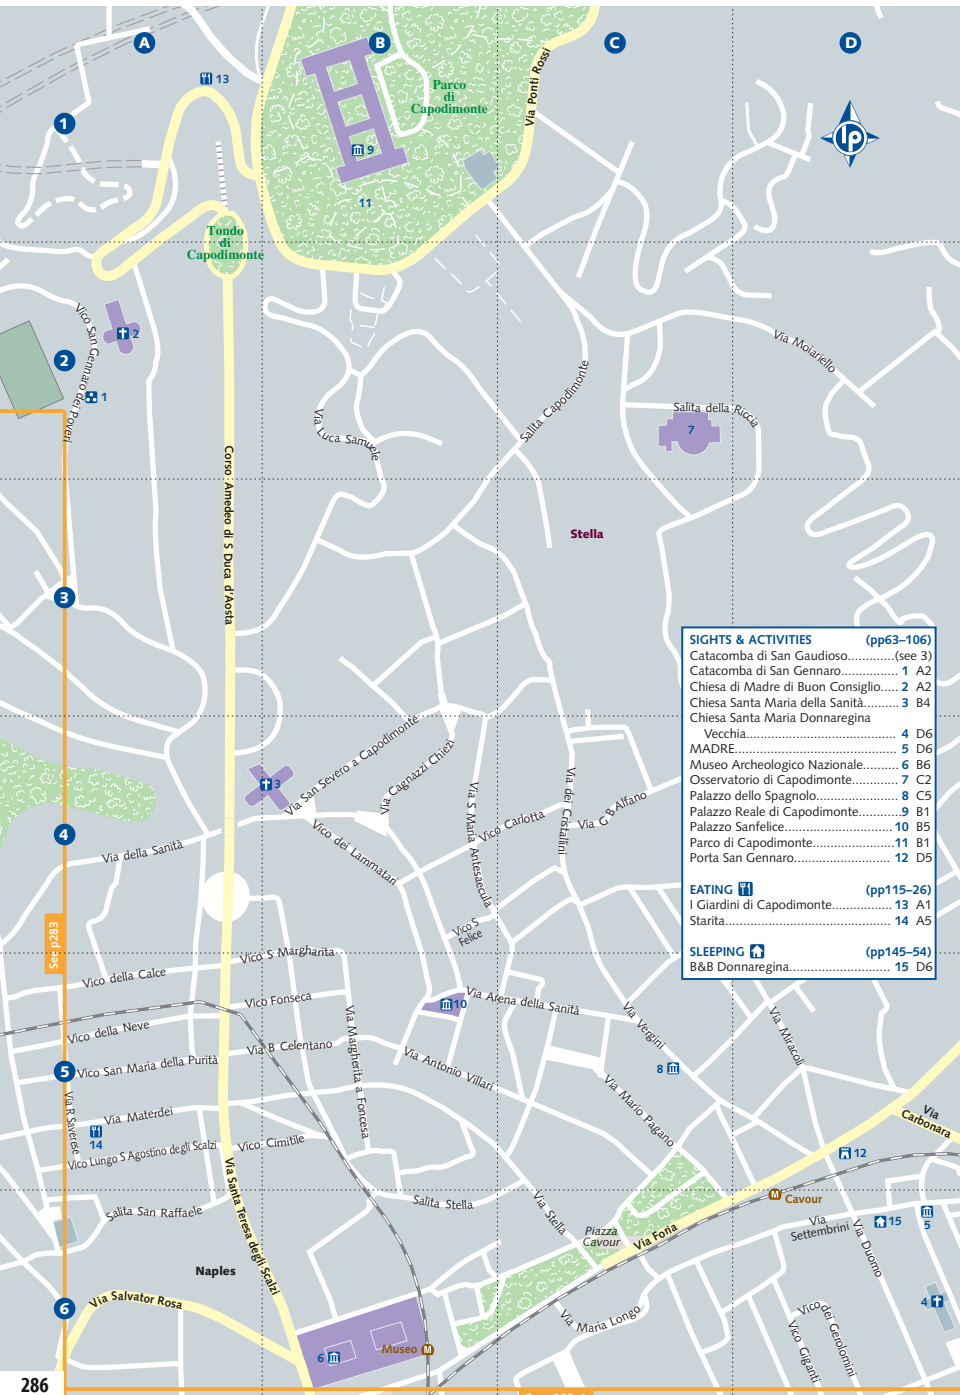 A
B
C
D
13
1
Parco
di
Capodimonte
Via Ponti Rossi
lp
9
11
Tondo
di
Capodimonte
Vico San Gennaro dei Poveri
2
2
1
Via Moiariello
Salita Capodimonte
Via Luca Samuele
Salita della Riccia
7
Corso Amedeo di S Duca d'Aosta
Stella
3
SIGHTS & ACTIVITIES (pp63–106)
Catacomba di San Gaudioso.............(see 3)
Catacomba di San Gennaro................. 1 A2
Chiesa di Madre di Buon Consiglio..... 2 A2
Chiesa Santa Maria della Sanità.......... 3 B4
Chiesa Santa Maria Donnaregina
Vecchia............................................ 4 D6
MADRE................................................ 5 D6
Museo Archeologico Nazionale.......... 6 B6
Osservatorio di Capodimonte.............. 7 C2
Palazzo dello Spagnolo........................ 8 C5
Palazzo Reale di Capodimonte............9 B1
Palazzo Sanfelice................................ 10 B5
Parco di Capodimonte........................11 B1
Porta San Gennaro............................ 12 D5
EATING (pp115–26)
I Giardini di Capodimonte................. 13 A1
Starita................................................. 14 A5
SLEEPING (pp145–54)
B&B Donnaregina.............................. 15 D6
Via San Severo a Capodimonte
Via Cagnazzi Chiezi
3
Via S Maria Antesaecula
Via dei Cristallini
Via G B Alfano
Vico Carlotta
Vico dei Lammatari
4
Via della Sanità
Vico S
Felice
See p283
Vico S Margharita
Vico della Calce
Vico Fonseca
10
Via Arena della Sanità
Via Vergini
Via Miracoli
Vico della Neve
Via B Celentano
Via Margherita a Foncesa
Via Antonio Villari
8
5
Vico San Maria della Purità
Via Mario Pagano
Via R Saverese
Via Materdei
14
Vico Lungo S Agostino degli Scalzi
Vico Cimitile
Via
Carbonara
12
Via Santa Teresa degli Scalzi
Salita Stella
Via Stella
M Cavour
Salita San Raffaele
Piazza
Cavour
Via Foria
Via
Settembrini
15
5
Via Duomo
Naples
6
Via Salvator Rosa
Via Maria Longo
4
Vico dei Gerolomini
Vico Giganti
6
Museo M
286